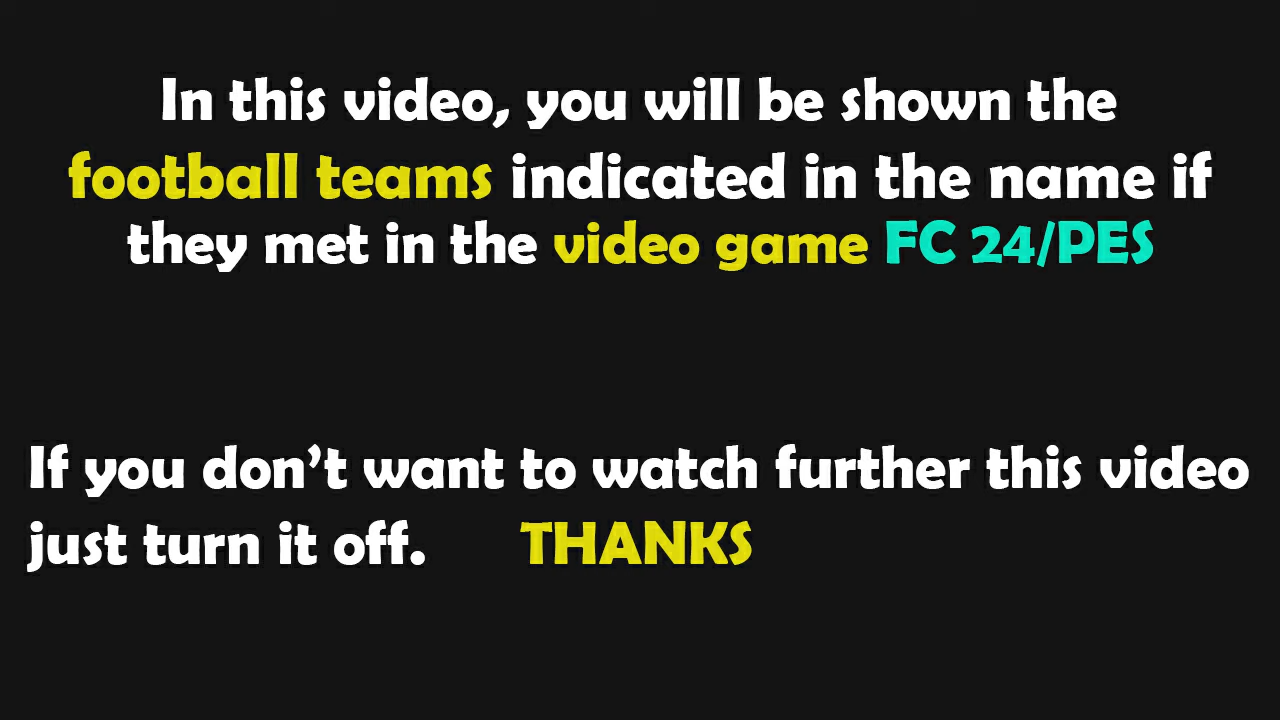 In this video, you will be shown the
football teams indicated in the name if
they met in the video game FC 24/PES
If you don’t want to watch further this video
just turn it off. THANKS